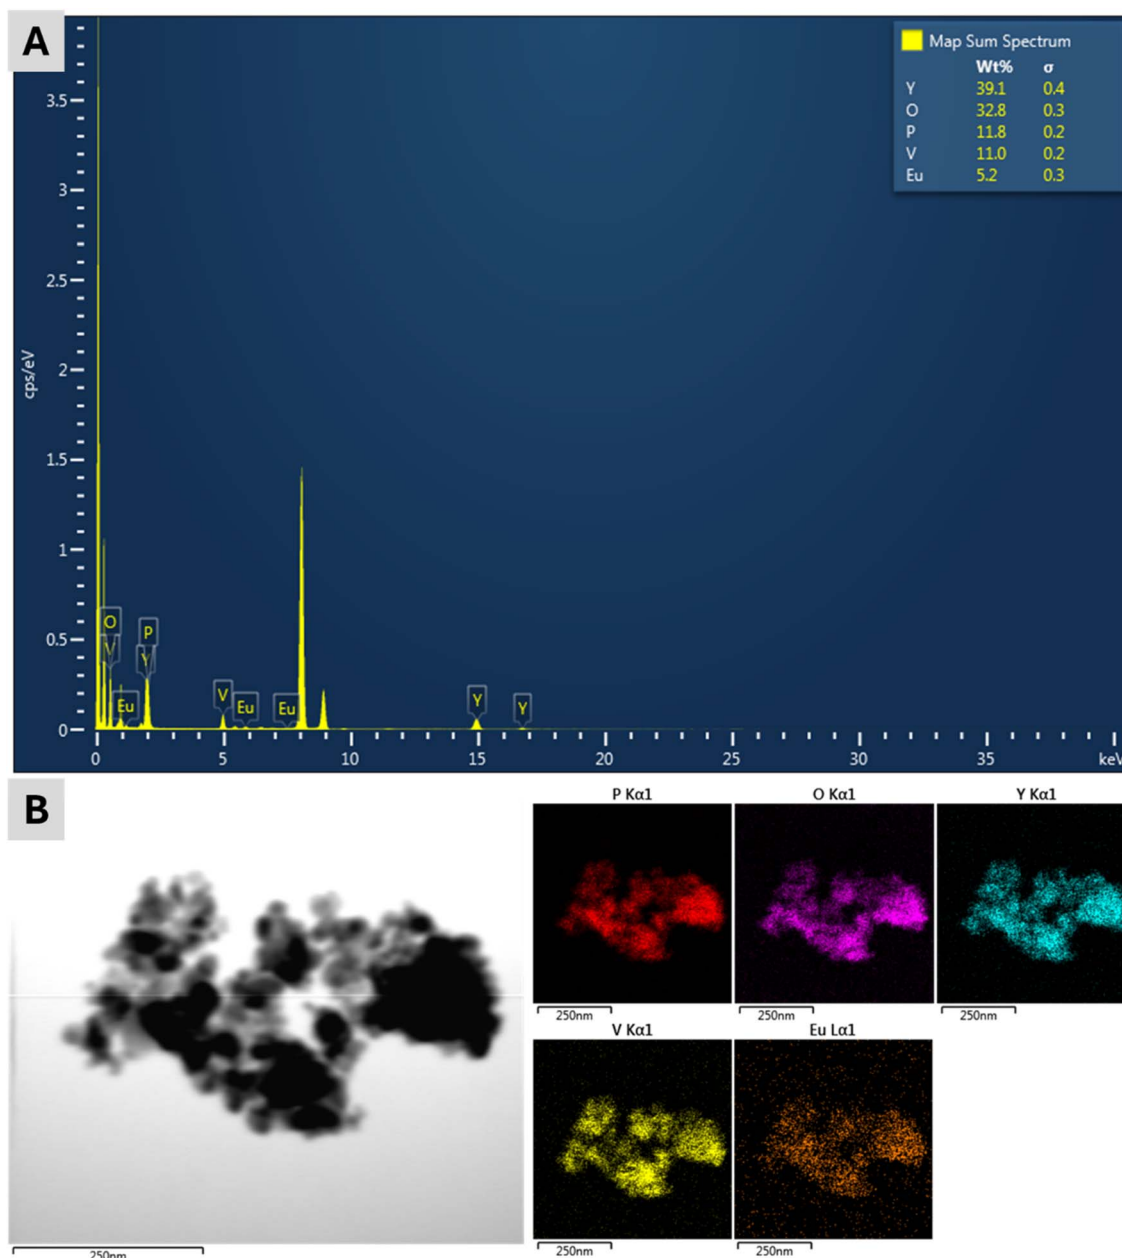 A
Map Sum Spectrum
Wt% σ
Y 39.1 0.4
O 32.8 0.3
P 11.8 0.2
V 11.0 0.2
Eu 5.2 0.3
cps/eV
3.5
3
2.5
2
1.5
1
0.5
0
O
P
V
Y
Eu
V
Eu
Eu
Y
Y
0 5 10 15 20 25 30 35 keV
B
P Kα1
O Kα1
Y Kα1
250nm
250nm
250nm
V Kα1
Eu Lα1
250nm
250nm
250nm